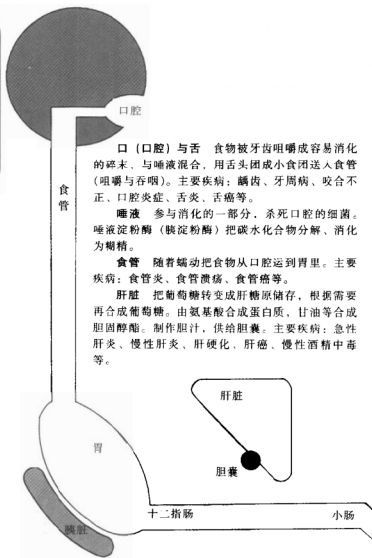 口腔
口（口腔）与舌 食物被牙齿咀嚼成容易消化
的碎末，与唾液混合，用舌头团成小食团送入食管
（咀嚼与吞咽）。主要疾病：龋齿、牙周病、咬合不
正、口腔炎症、舌炎、舌癌等。
唾液 参与消化的一部分，杀死口腔的细菌。
唾液淀粉酶（胰淀粉酶）把碳水化合物分解、消化
为糊精。
食管 随着蠕动把食物从口腔运到胃里。主要
疾病：食管炎、食管溃疡、食管癌等。
肝脏 把葡萄糖转变成肝糖原储存，根据需要
再合成葡萄糖。由氨基酸合成蛋白质，甘油等合成
胆固醇酯。制作胆汁，供给胆囊。主要疾病：急性
肝炎、慢性肝炎、肝硬化、肝癌、慢性酒精中毒
等。
食管
肝脏
胆囊
胃
胰脏
十二指肠
小肠